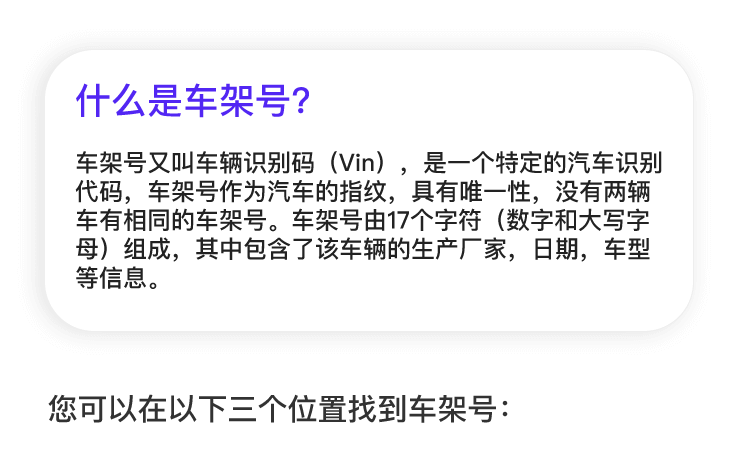 什么是车架号?
车架号又叫车辆识别码（Vin），是一个特定的汽车识别
代码，车架号作为汽车的指纹，具有唯一性，没有两辆
车有相同的车架号。车架号由17个字符（数字和大写字
母）组成，其中包含了该车辆的生产厂家，日期，车型
等信息。
您可以在以下三个位置找到车架号：